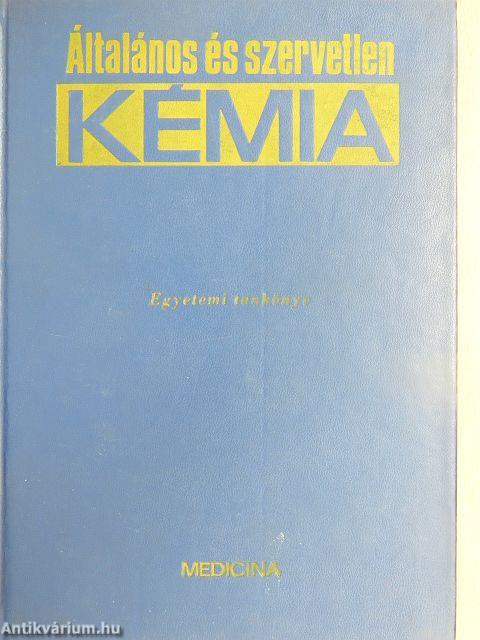 Általános és szervetlen
KÉMIA
Egyetemi tankönyv
MEDICINA
Antikvárium.hu